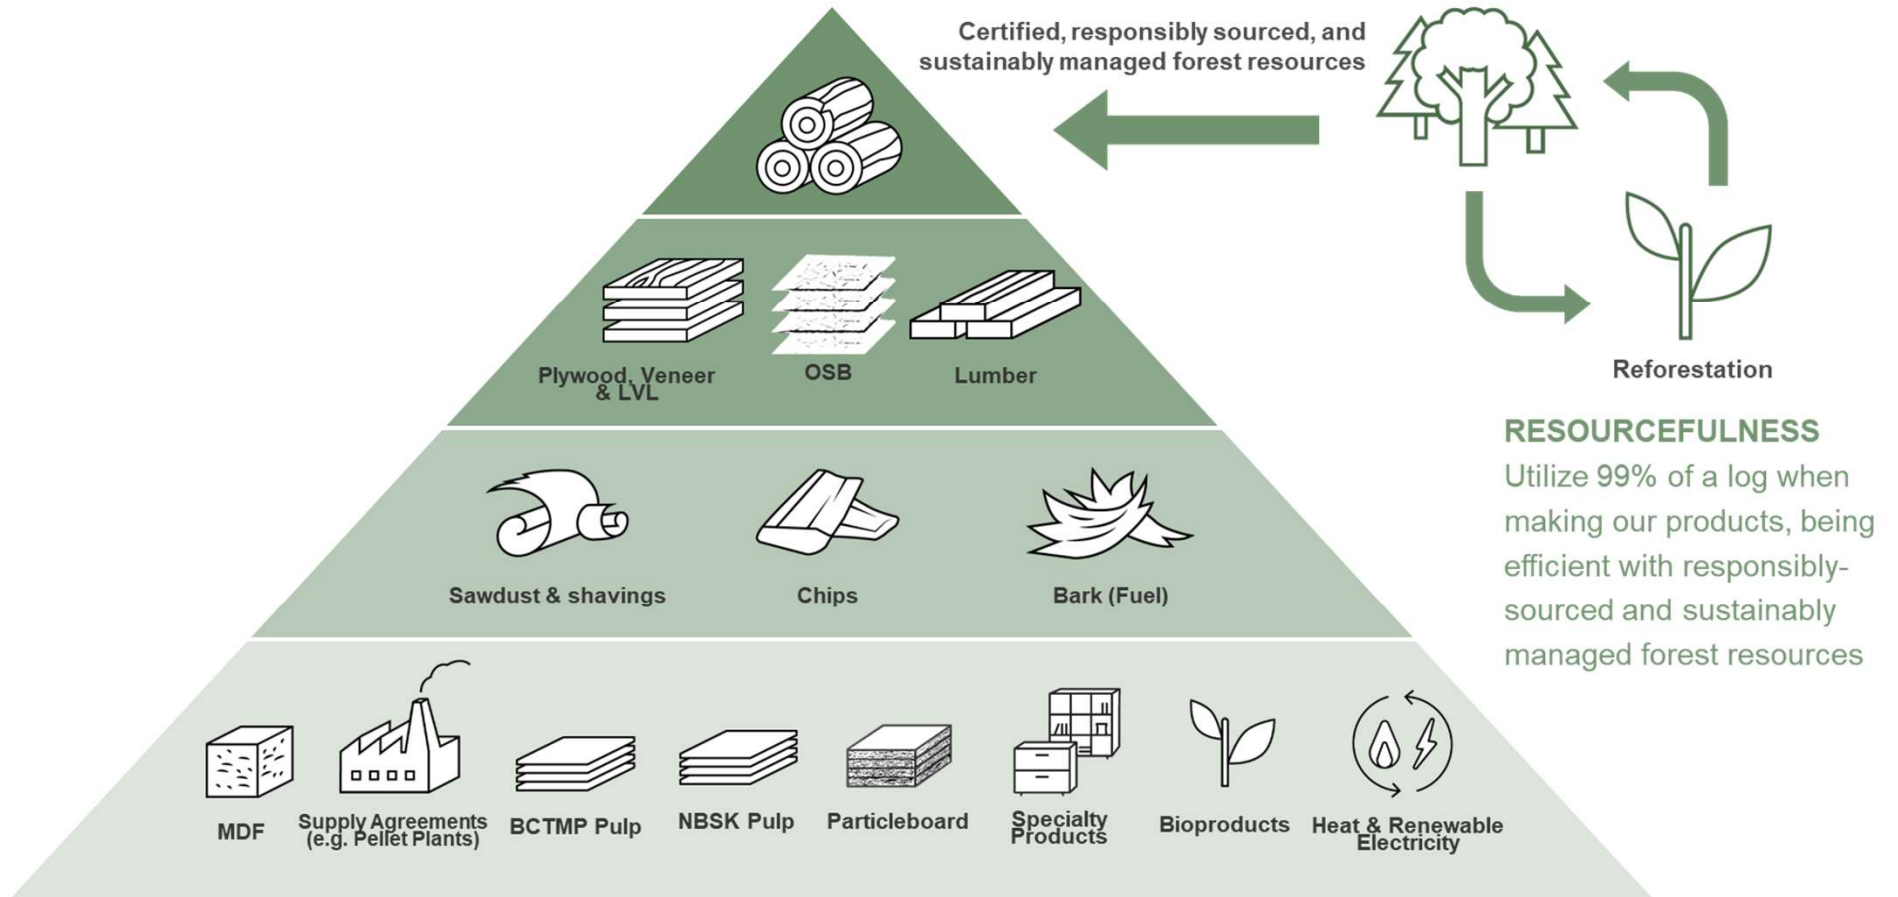 Certified, responsibly sourced, and
sustainably managed forest resources
Plywood, Veneer
& LVL
OSB
Lumber
Reforestation
RESOURCEFULNESS
Utilize 99% of a log when
making our products, being
efficient with responsibly-
sourced and sustainably
managed forest resources
Sawdust & shavings
Chips
Bark (Fuel)
MDF
Supply Agreements
(e.g. Pellet Plants)
BCTMP Pulp
NBSK Pulp
Particleboard
Specialty
Products
Bioproducts
Heat & Renewable
Electricity